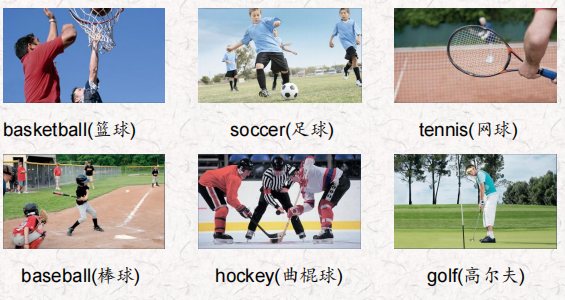 basketball(篮球)
soccer(足球)
tennis(网球)
baseball(棒球)
hockey(曲棍球)
golf(高尔夫)